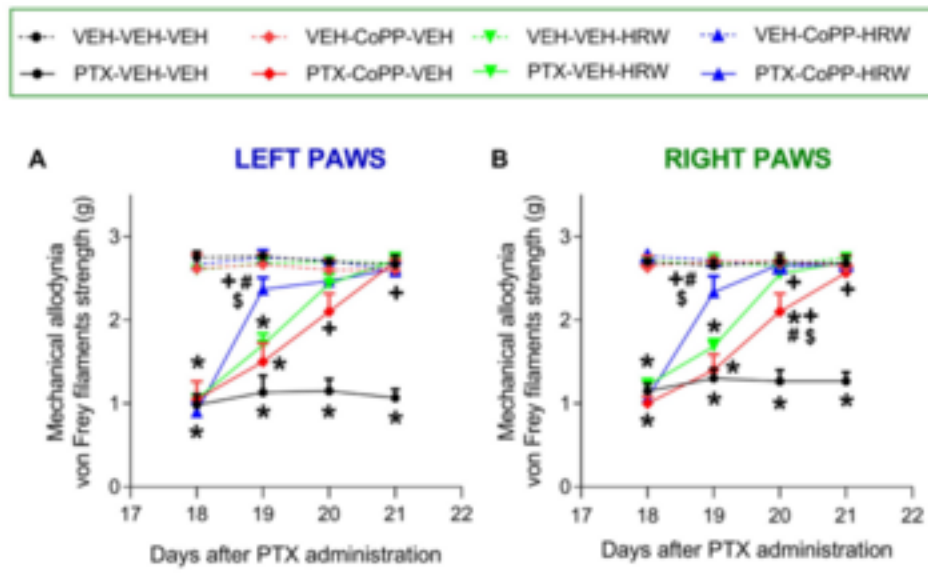 VEH-VEH-VEH VEH-CoPP-VEH VEH-VEH-HRW VEH-CoPP-HRW
PTX-VEH-VEH PTX-CoPP-VEH PTX-VEH-HRW PTX-CoPP-HRW
A LEFT PAWS
B RIGHT PAWS
Mechanical allodynia
von Frey filaments strength (g)
3
2
1
0
+#
$
*
*
*
*
*
+
*
+
*
17 18 19 20 21 22
Days after PTX administration
Mechanical allodynia
von Frey filaments strength (g)
3
2
1
0
+#
$
*
*
*
*
*
+
*+
#$
*
+
*
17 18 19 20 21 22
Days after PTX administration